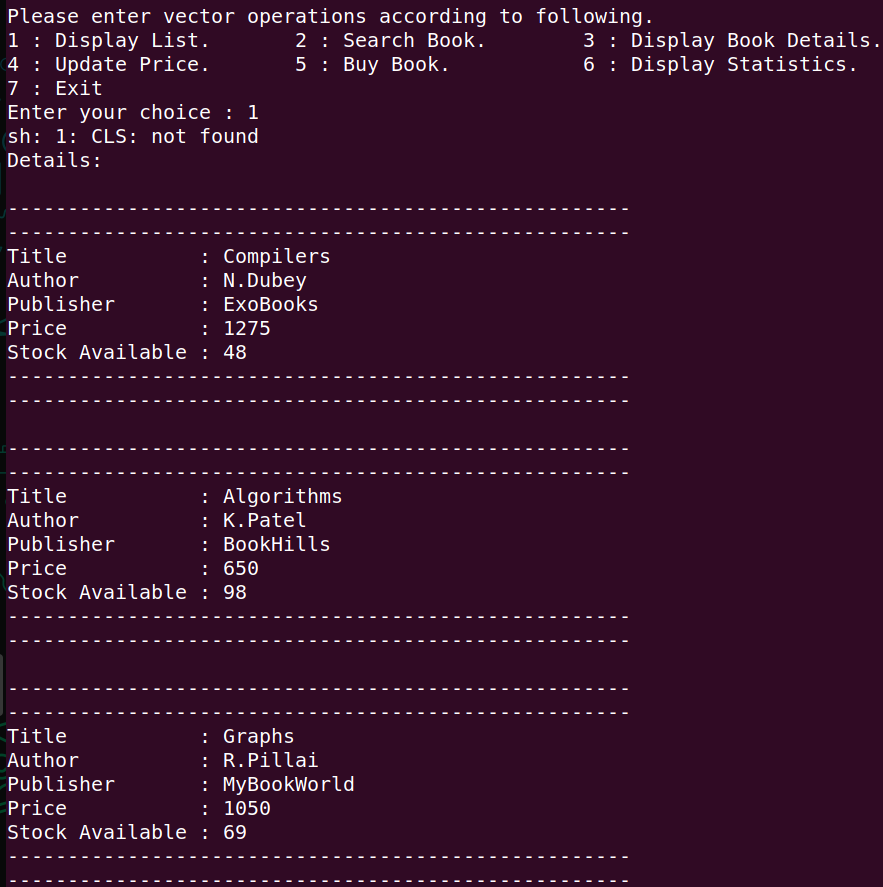 Please enter vector operations according to following.
1 : Display List.       2 : Search Book.        3 : Display Book Details.
4 : Update Price.       5 : Buy Book.           6 : Display Statistics.
7 : Exit
Enter your choice : 1
sh: 1: CLS: not found
Details:

----------------------------------------------------
----------------------------------------------------
Title           : Compilers
Author          : N.Dubey
Publisher       : ExoBooks
Price           : 1275
Stock Available : 48
----------------------------------------------------
----------------------------------------------------

----------------------------------------------------
----------------------------------------------------
Title           : Algorithms
Author          : K.Patel
Publisher       : BookHills
Price           : 650
Stock Available : 98
----------------------------------------------------
----------------------------------------------------

----------------------------------------------------
----------------------------------------------------
Title           : Graphs
Author          : R.Pillai
Publisher       : MyBookWorld
Price           : 1050
Stock Available : 69
----------------------------------------------------
----------------------------------------------------